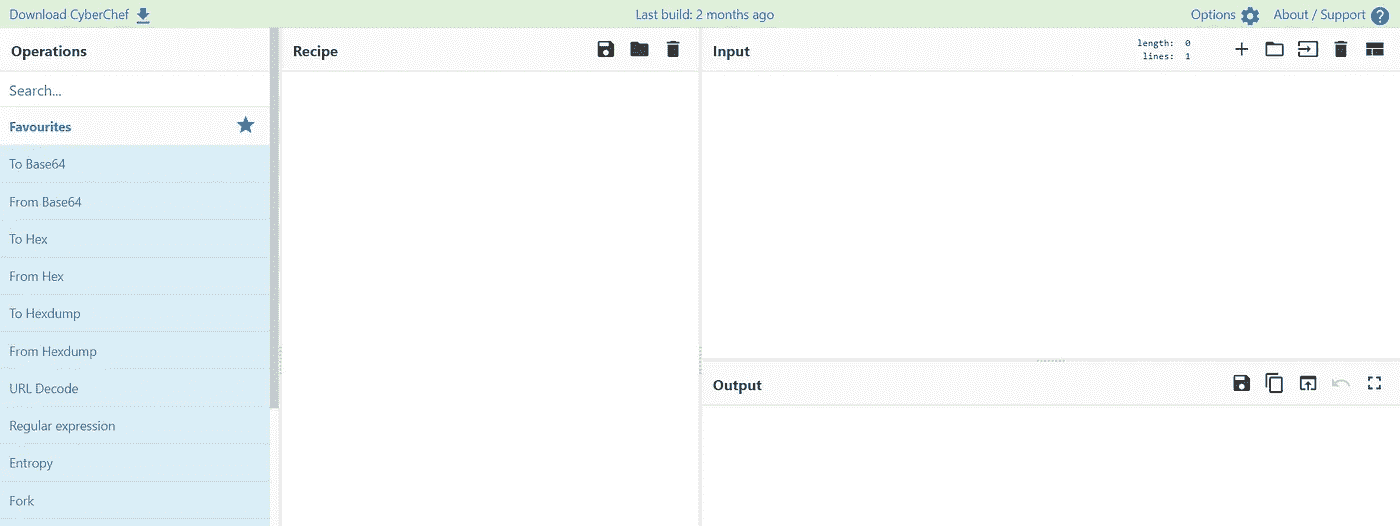 Download CyberChef
Last build: 2 months ago
Options
About / Support
Operations
Search...
Favourites
To Base64
From Base64
To Hex
From Hex
To Hexdump
From Hexdump
URL Decode
Regular expression
Entropy
Fork
Recipe
Input
length: 0
lines: 1
Output